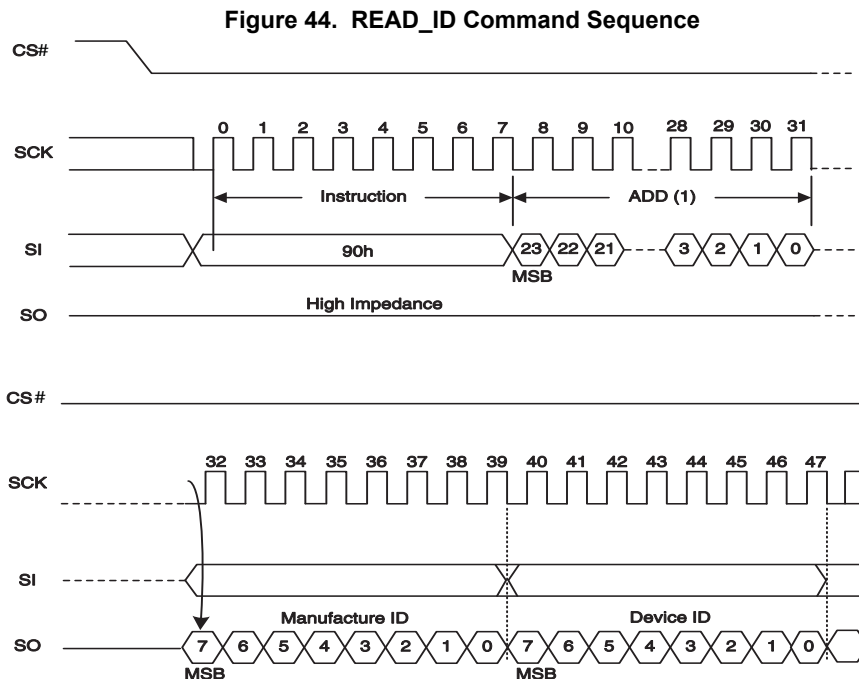 Figure 44. READ_ID Command Sequence
CS#
0 1 2 3 4 5 6 7 8 9 10 28 29 30 31
SCK
Instruction ADD (1)
SI 90h 23 22 21 3 2 1 0
MSB
High Impedance
SO
CS#
32 33 34 35 36 37 38 39 40 41 42 43 44 45 46 47
SCK
SI
Manufacture ID Device ID
SO 7 6 5 4 3 2 1 0 7 6 5 4 3 2 1 0
MSB MSB